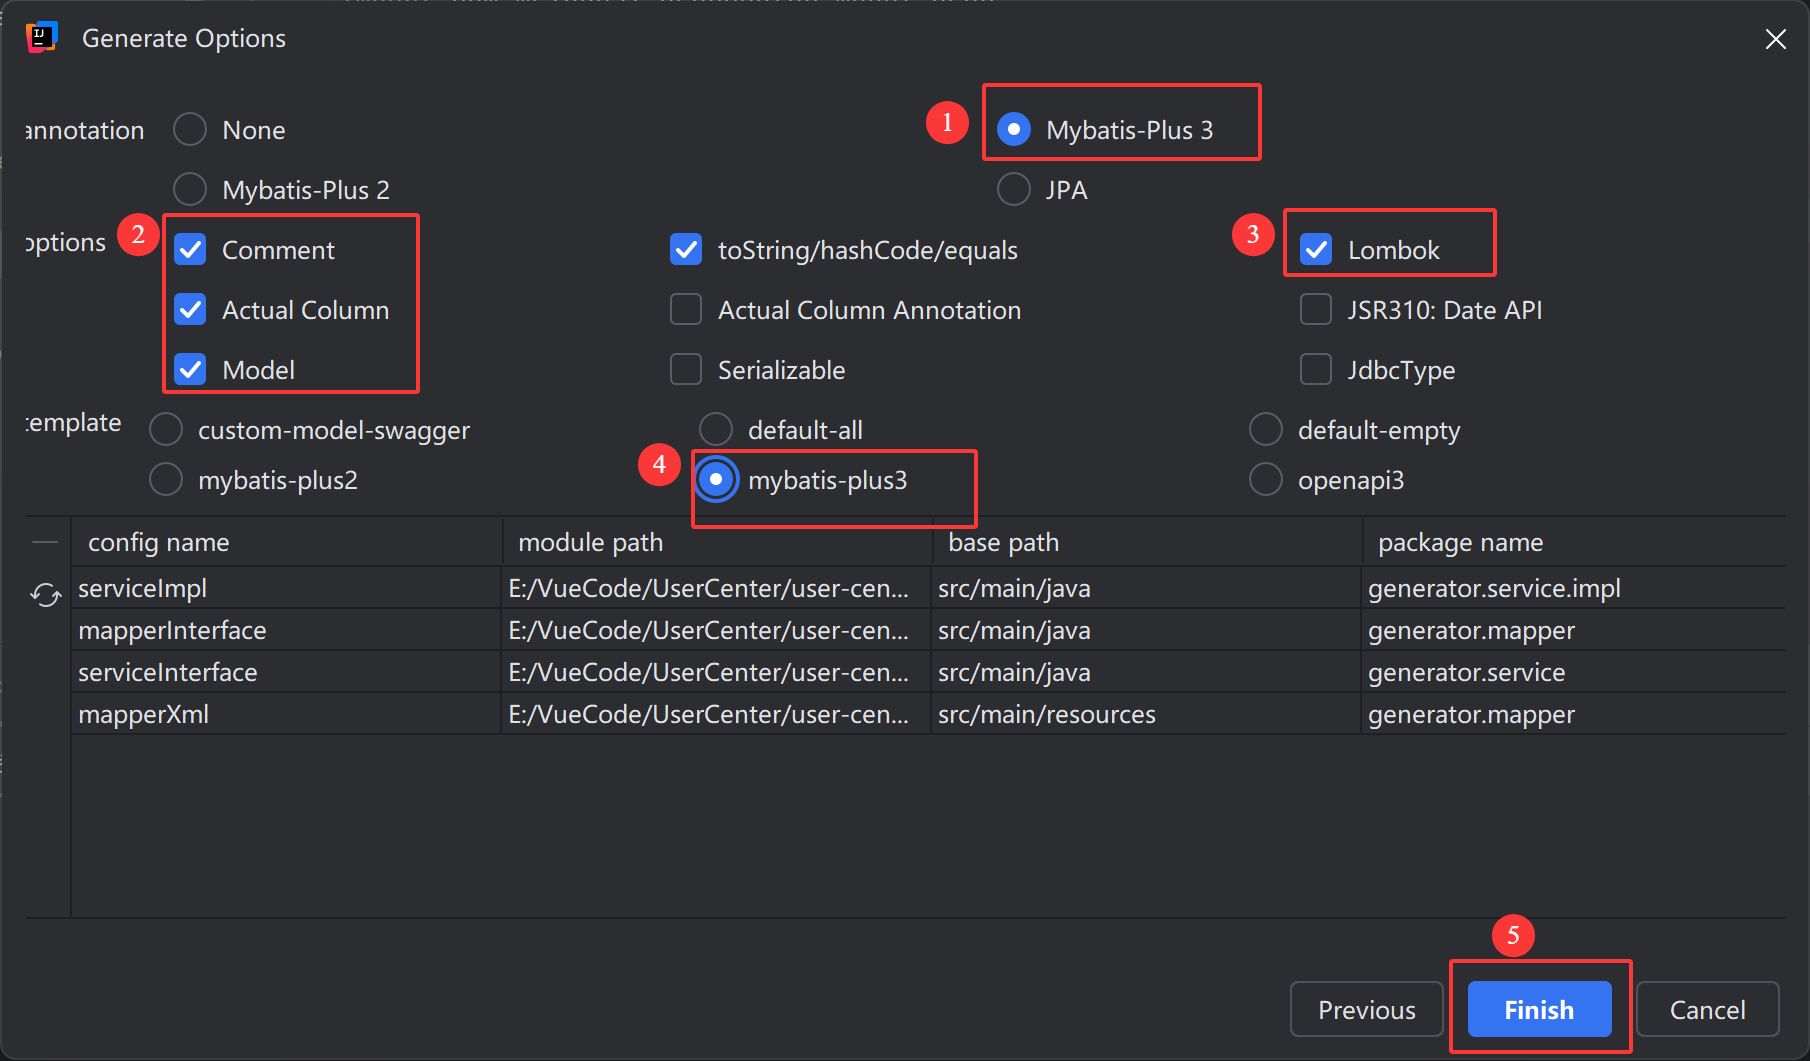 Generate Options
annotation None 1 Mybatis-Plus 3
Mybatis-Plus 2 JPA
options 2 Comment toString/hashCode/equals 3 Lombok
Actual Column Actual Column Annotation JSR310: Date API
Model Serializable JdbcType
template custom-model-swagger default-all default-empty
mybatis-plus2 4 mybatis-plus3 openapi3
config name module path base path package name
serviceImpl E:/VueCode/UserCenter/user-cen... src/main/java generator.service.impl
mapperInterface E:/VueCode/UserCenter/user-cen... src/main/java generator.mapper
serviceInterface E:/VueCode/UserCenter/user-cen... src/main/java generator.service
mapperXml E:/VueCode/UserCenter/user-cen... src/main/resources generator.mapper
5
Previous Finish Cancel